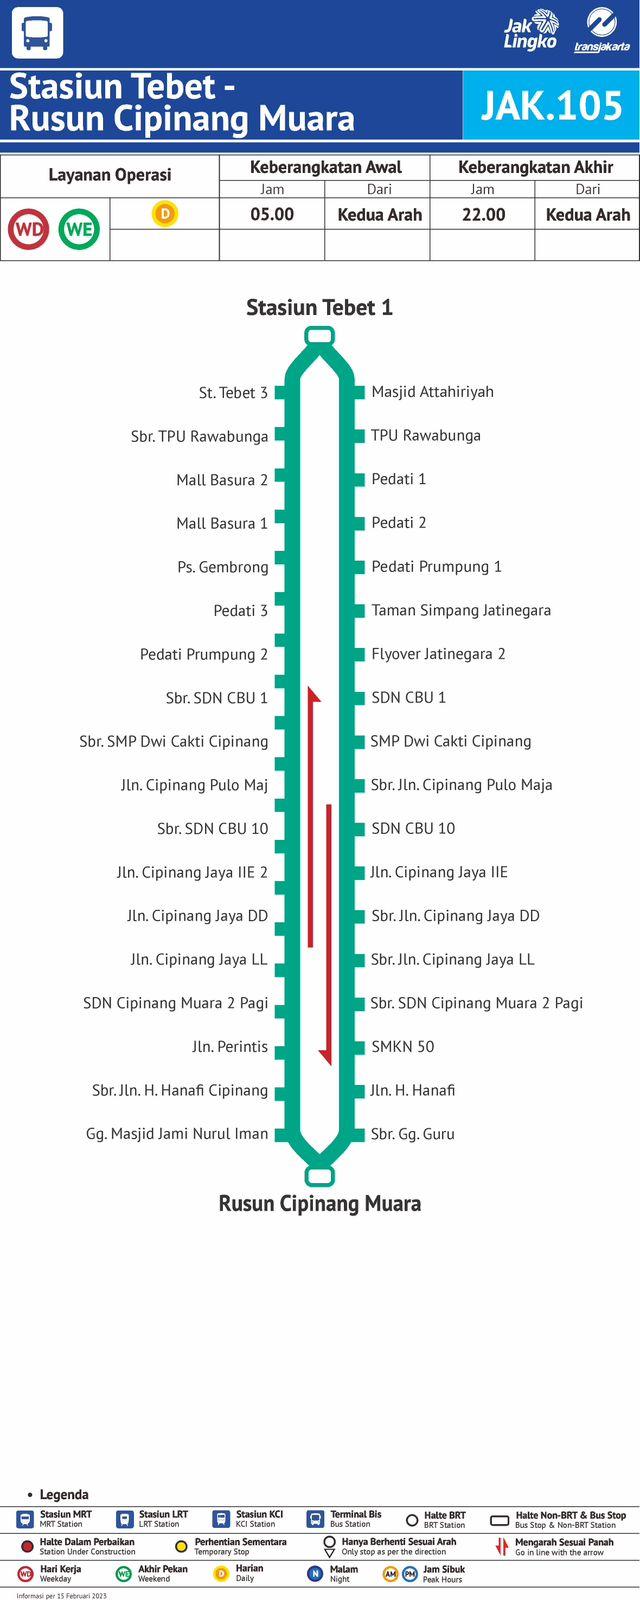 Jak
Lingko
transjakarta
Stasiun Tebet -
Rusun Cipinang Muara
JAK.105
Layanan Operasi
Keberangkatan Awal
Keberangkatan Akhir
Jam
Dari
Jam
Dari
WD
WE
D
05.00
Kedua Arah
22.00
Kedua Arah
Stasiun Tebet 1
St. Tebet 3
Masjid Attahiriyah
Sbr. TPU Rawabunga
TPU Rawabunga
Mall Basura 2
Pedati 1
Mall Basura 1
Pedati 2
Ps. Gembrong
Pedati Prumpung 1
Pedati 3
Taman Simpang Jatinegara
Pedati Prumpung 2
Flyover Jatinegara 2
Sbr. SDN CBU 1
SDN CBU 1
Sbr. SMP Dwi Cakti Cipinang
SMP Dwi Cakti Cipinang
Jln. Cipinang Pulo Maj
Sbr. Jln. Cipinang Pulo Maja
Sbr. SDN CBU 10
SDN CBU 10
Jln. Cipinang Jaya IIE 2
Jln. Cipinang Jaya IIE
Jln. Cipinang Jaya DD
Sbr. Jln. Cipinang Jaya DD
Jln. Cipinang Jaya LL
Sbr. Jln. Cipinang Jaya LL
SDN Cipinang Muara 2 Pagi
Sbr. SDN Cipinang Muara 2 Pagi
Jln. Perintis
SMKN 50
Sbr. Jln. H. Hanafi Cipinang
Jln. H. Hanafi
Gg. Masjid Jami Nurul Iman
Sbr. Gg. Guru
Rusun Cipinang Muara
• Legenda
Stasiun MRT
MRT Station
Stasiun LRT
LRT Station
Stasiun KCI
KCI Station
Terminal Bis
Bus Station
Halte BRT
BRT Station
Halte Non-BRT & Bus Stop
Bus Stop & Non-BRT Station
Halte Dalam Perbaikan
Station Under Construction
Perhentian Sementara
Temporary Stop
Hanya Berhenti Sesuai Arah
Only stop as per the direction
Mengarah Sesuai Panah
Go in line with the arrow
WD
Hari Kerja
Weekday
WE
Akhir Pekan
Weekend
D
Harian
Daily
N
Malam
Night
AM
PM
Jam Sibuk
Peak Hours
Informasi per 15 Februari 2023